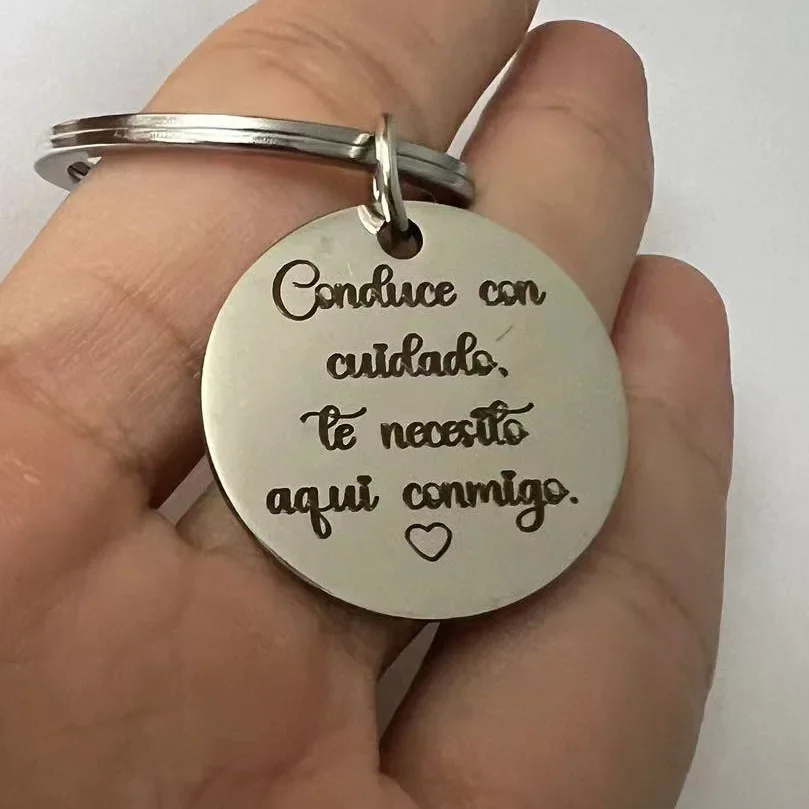 Conduce con
cuidado,
te necesito
aqui conmigo.